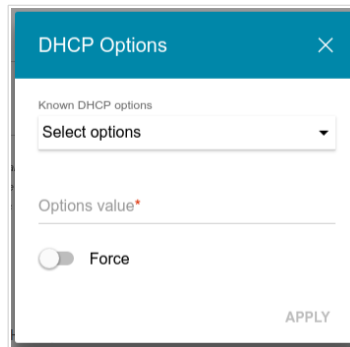 DHCP Options
Known DHCP options
Select options
Options value*
Force
APPLY